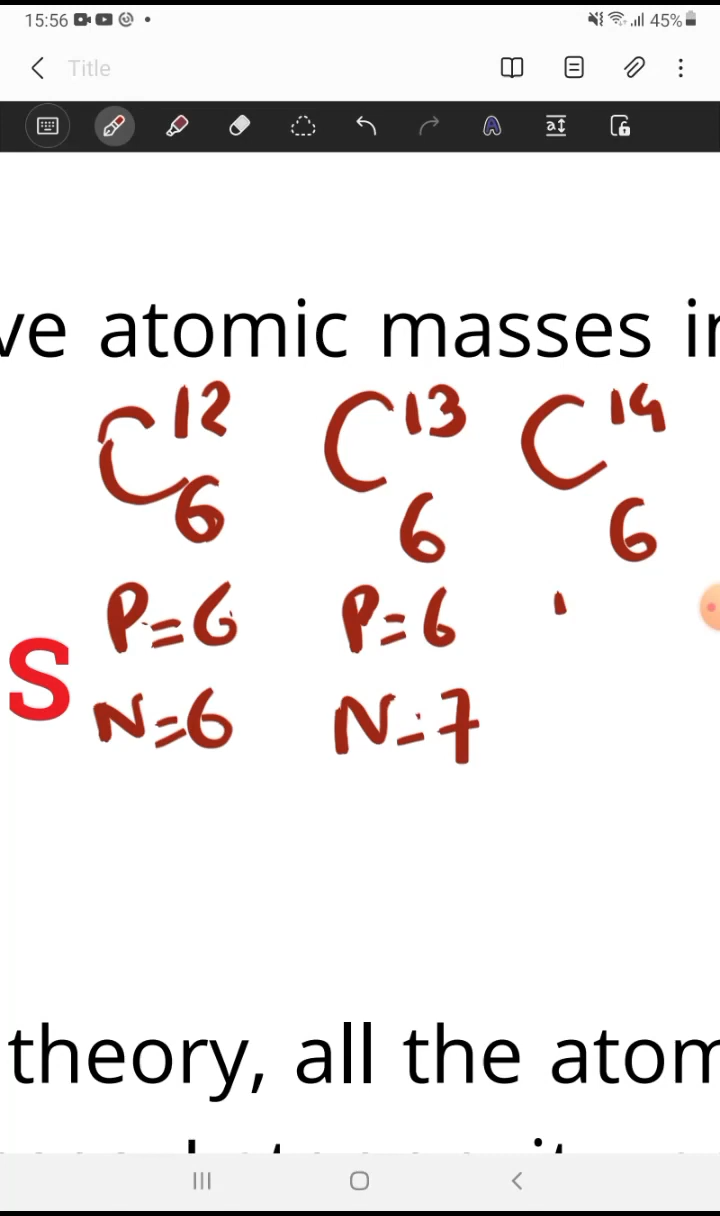 15:56 45%
Title
ve atomic masses in
C 12 6 C 13 6 C 14 6
P=6 P=6
S
N=6 N=7
theory, all the atom